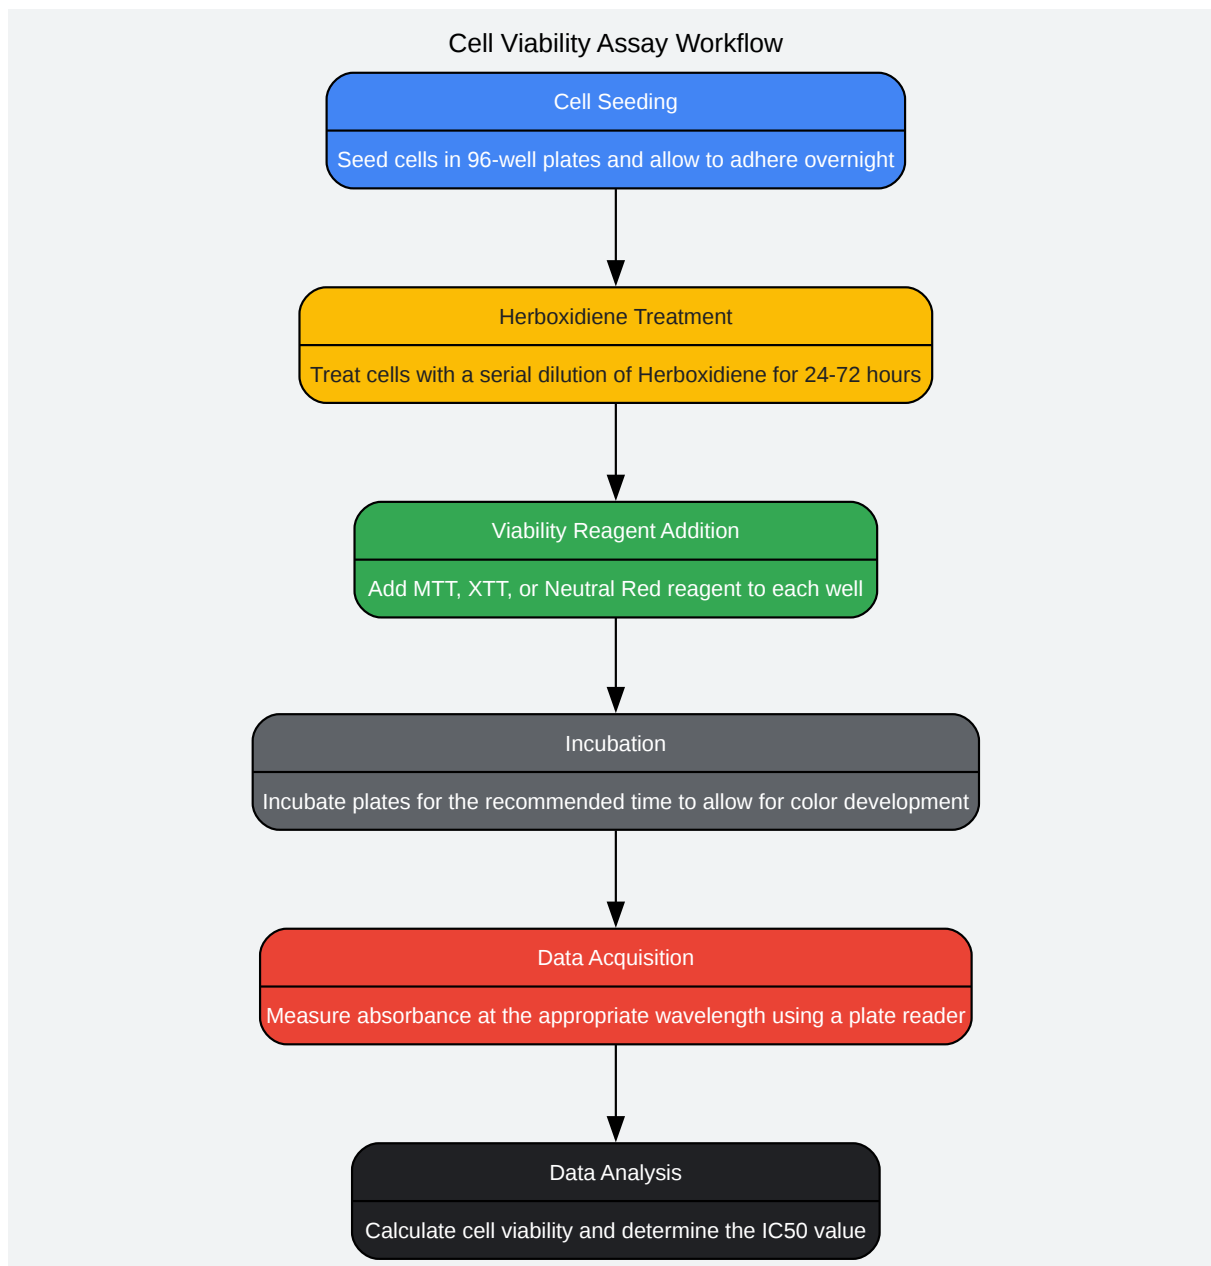 Cell Viability Assay Workflow
Cell Seeding
Seed cells in 96-well plates and allow to adhere overnight
Herboxidiene Treatment
Treat cells with a serial dilution of Herboxidiene for 24-72 hours
Viability Reagent Addition
Add MTT, XTT, or Neutral Red reagent to each well
Incubation
Incubate plates for the recommended time to allow for color development
Data Acquisition
Measure absorbance at the appropriate wavelength using a plate reader
Data Analysis
Calculate cell viability and determine the IC50 value